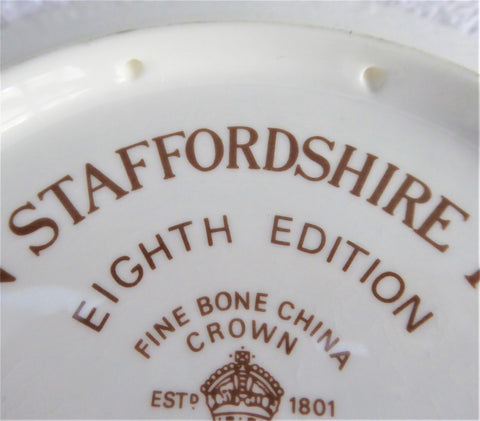 STAFFORDSHIRE
EIGHTH EDITION
FINE BONE CHINA
CROWN
ESTD 1801